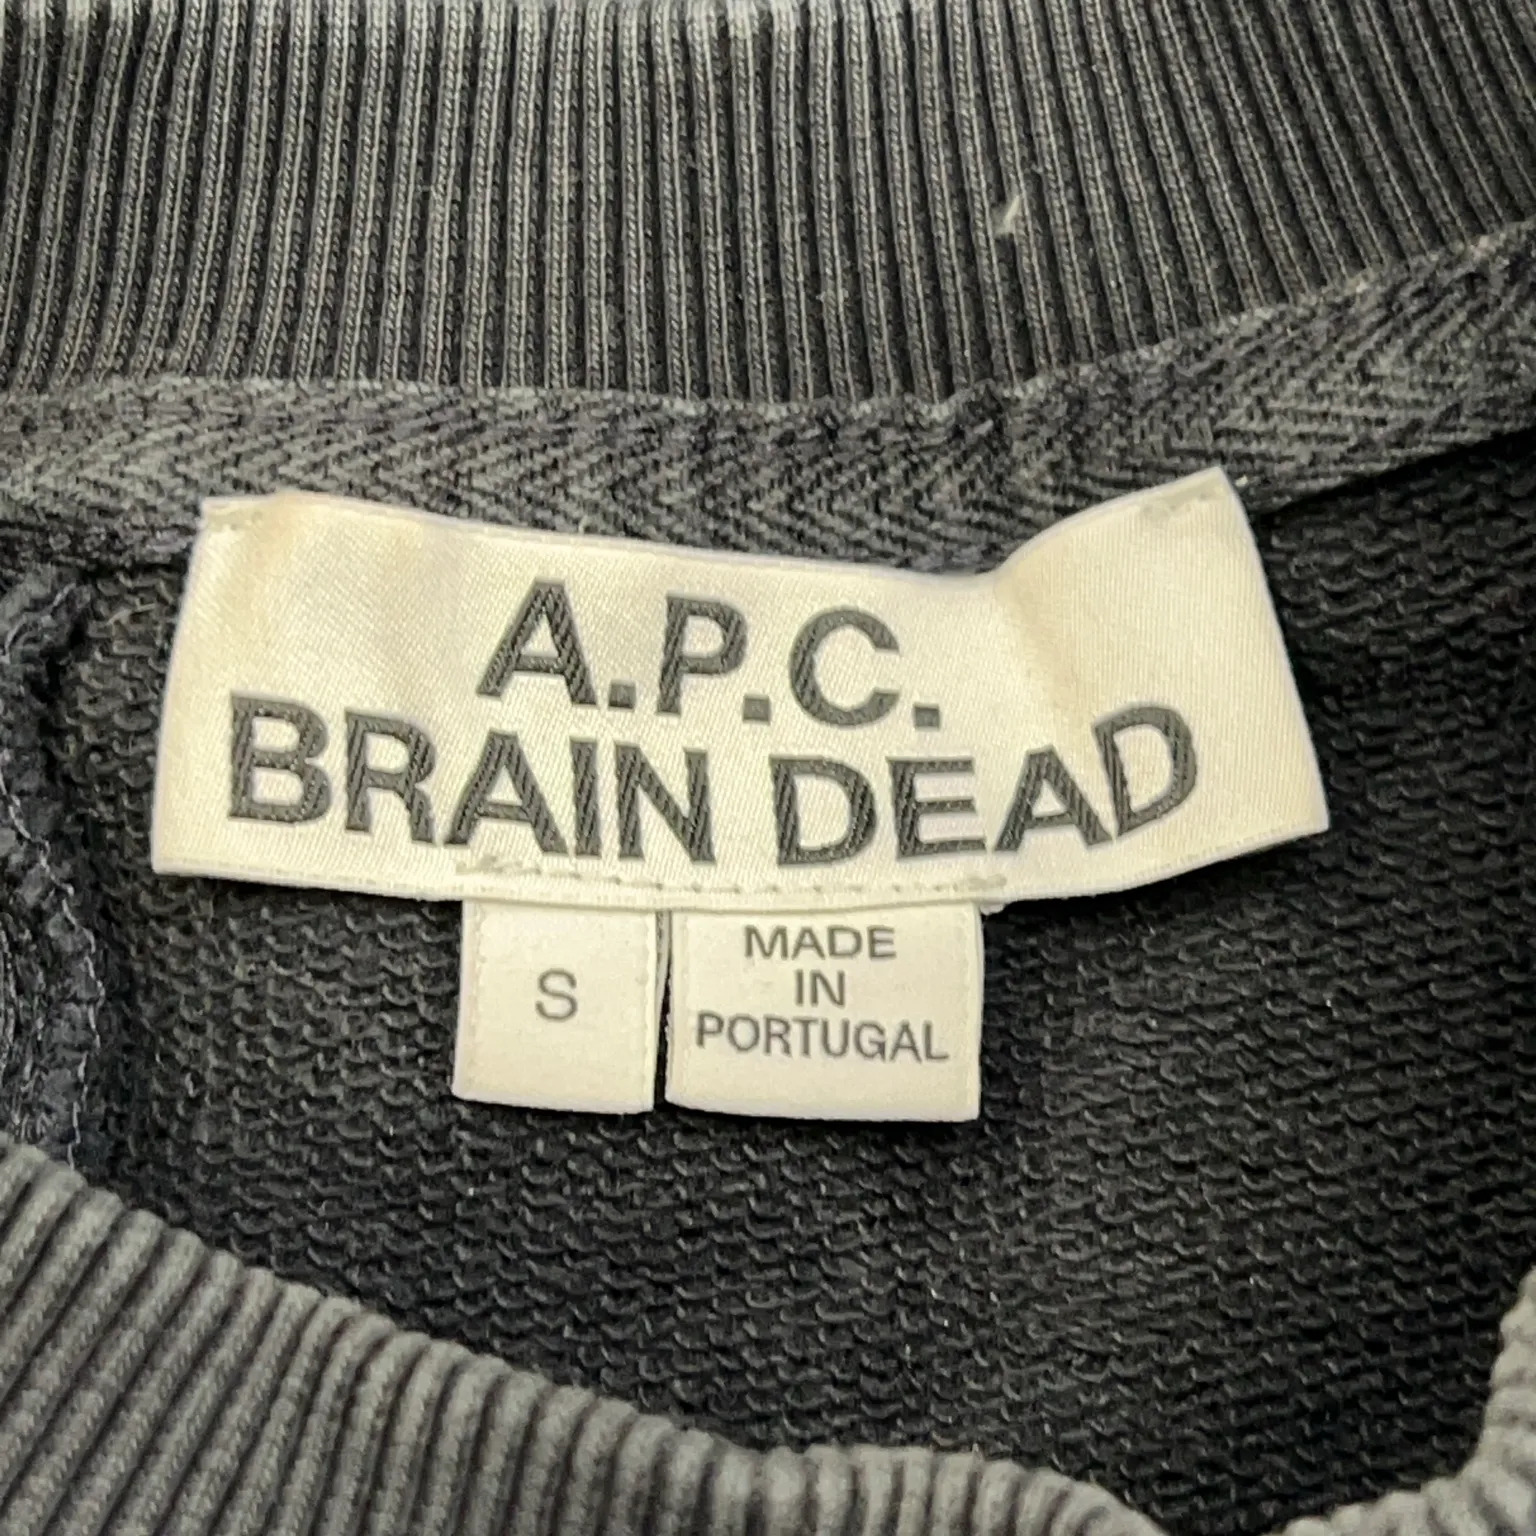 A.P.C.
BRAIN DEAD
S
MADE
IN
PORTUGAL